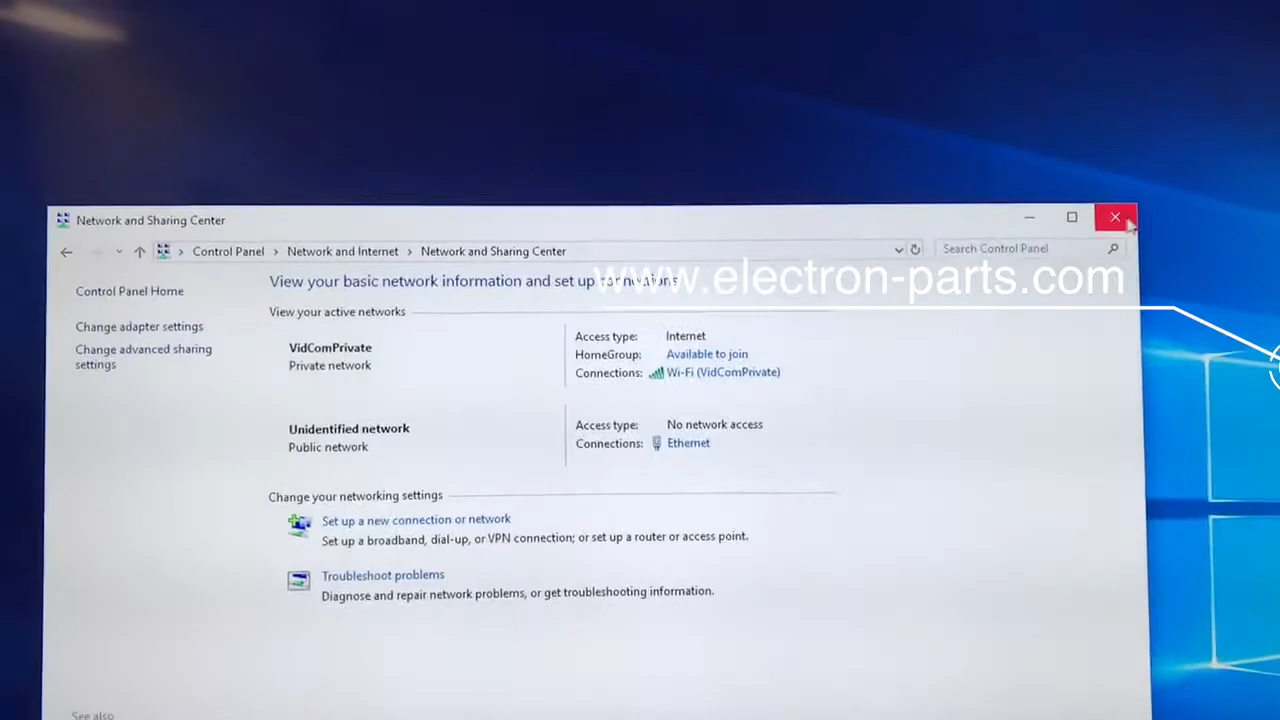 Network and Sharing Center
Control Panel > Network and Internet > Network and Sharing Center
Search Control Panel
www.electron-parts.com
Control Panel Home
Change adapter settings
Change advanced sharing
settings
View your basic network information and set up connections
View your active networks
VidComPrivate
Private network
Access type: Internet
HomeGroup: Available to join
Connections: Wi-Fi (VidComPrivate)
Unidentified network
Public network
Access type: No network access
Connections: Ethernet
Change your networking settings
Set up a new connection or network
Set up a broadband, dial-up, or VPN connection; or set up a router or access point.
Troubleshoot problems
Diagnose and repair network problems, or get troubleshooting information.
See also